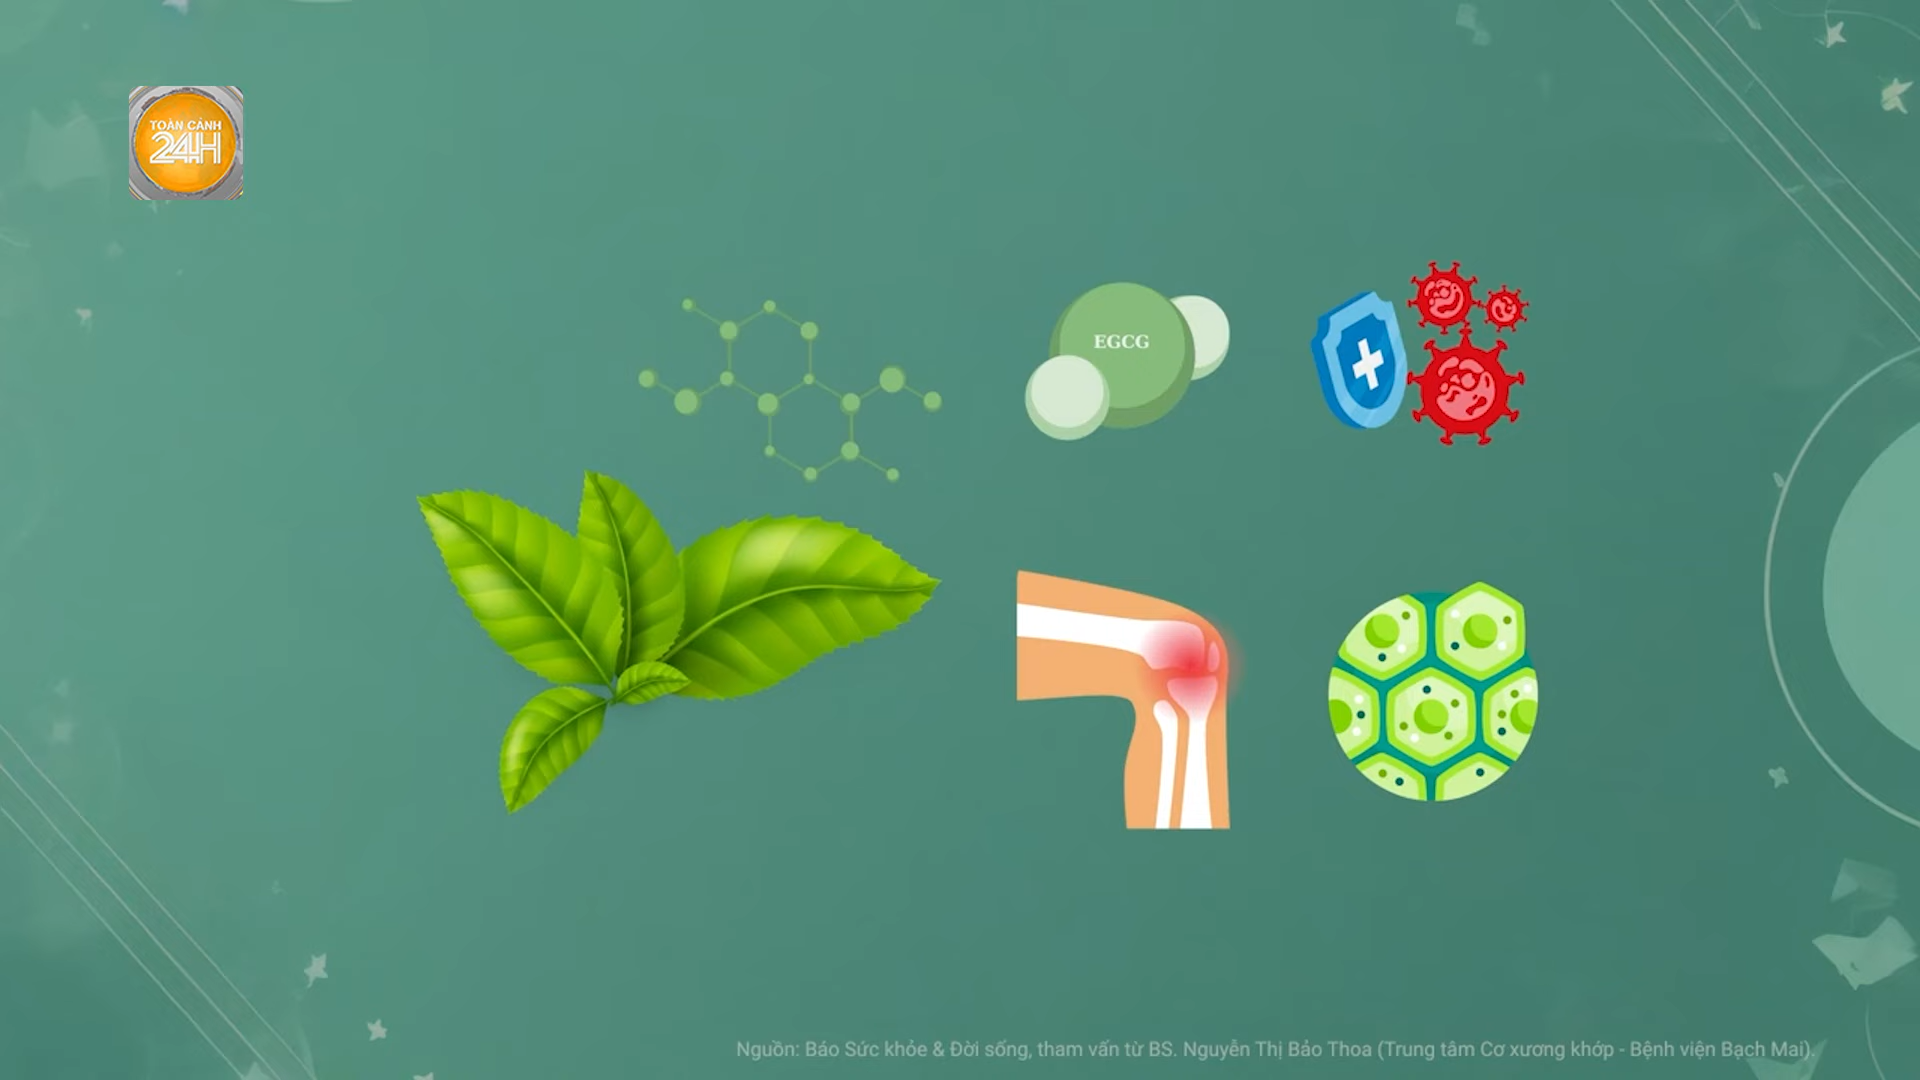 TOÀN CẢNH
24H
EGCG
Nguồn: Báo Sức khỏe & Đời sống, tham vấn từ BS. Nguyễn Thị Bảo Thoa (Trung tâm Cơ xương khớp - Bệnh viện Bạch Mai).